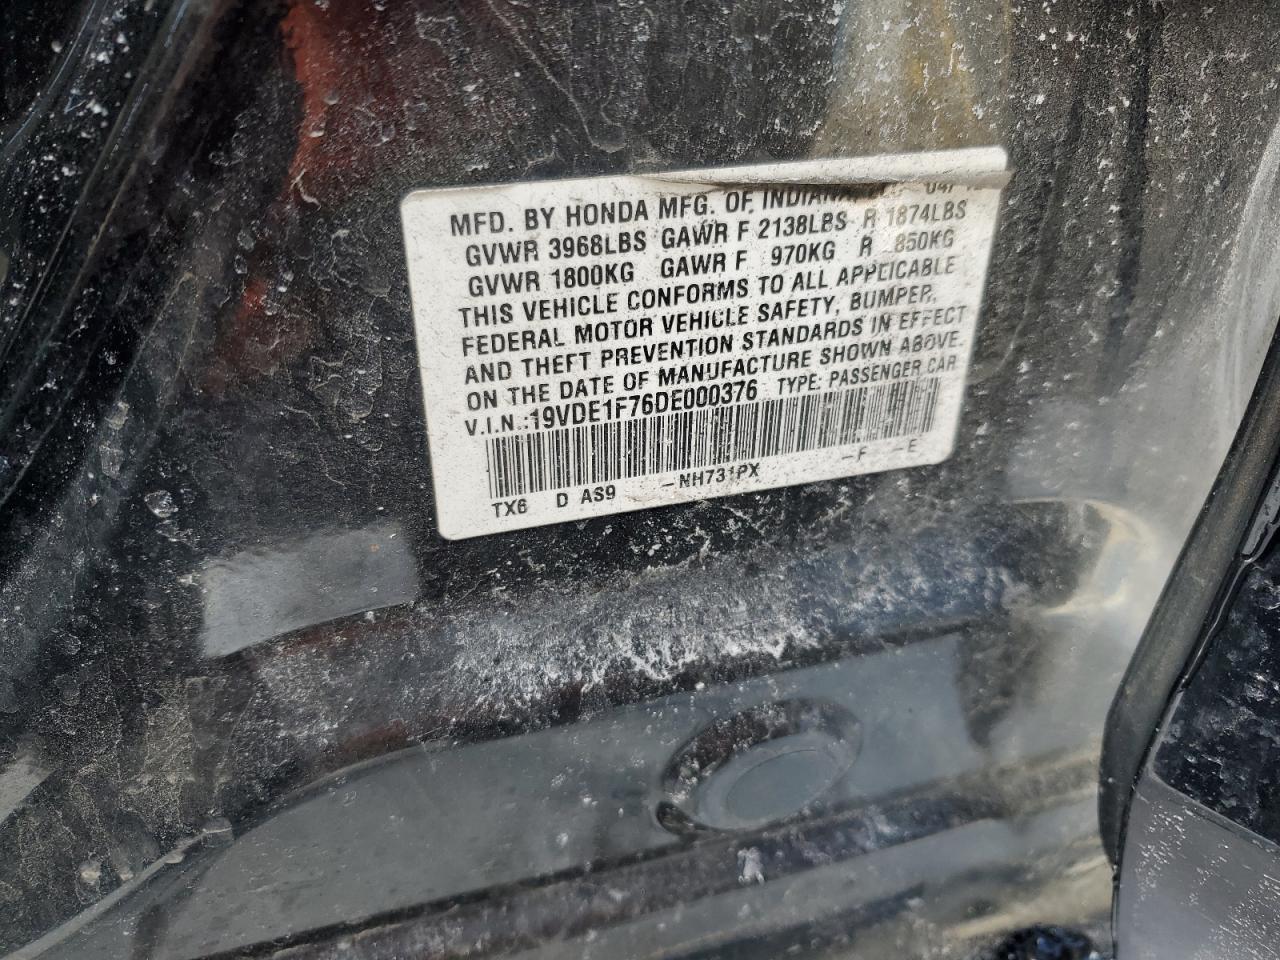 MFD. BY HONDA MFG. OF INDIANA
GVWR 3968LBS GAWR F 2138LBS R 1874LBS
GVWR 1800KG GAWR F 970KG R 850KG
THIS VEHICLE CONFORMS TO ALL APPLICABLE
FEDERAL MOTOR VEHICLE SAFETY, BUMPER,
AND THEFT PREVENTION STANDARDS IN EFFECT
ON THE DATE OF MANUFACTURE SHOWN ABOVE.
V.I.N.:19VDE1F76DE000376 TYPE: PASSENGER CAR
TX6 D AS9 -NH731PX -F -E